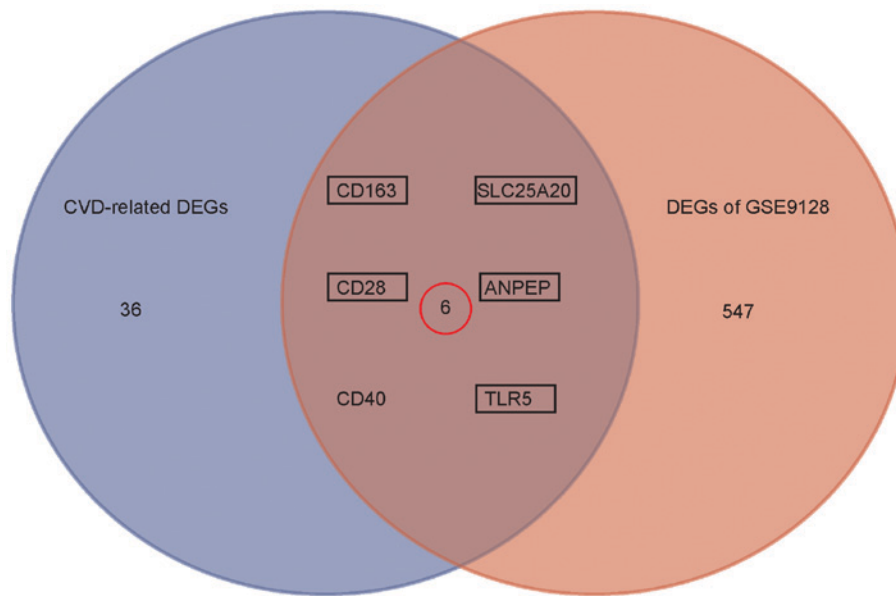 CD163 SLC25A20
CVD-related DEGs DEGs of GSE9128
CD28 ANPEP
36 6 547
CD40 TLR5